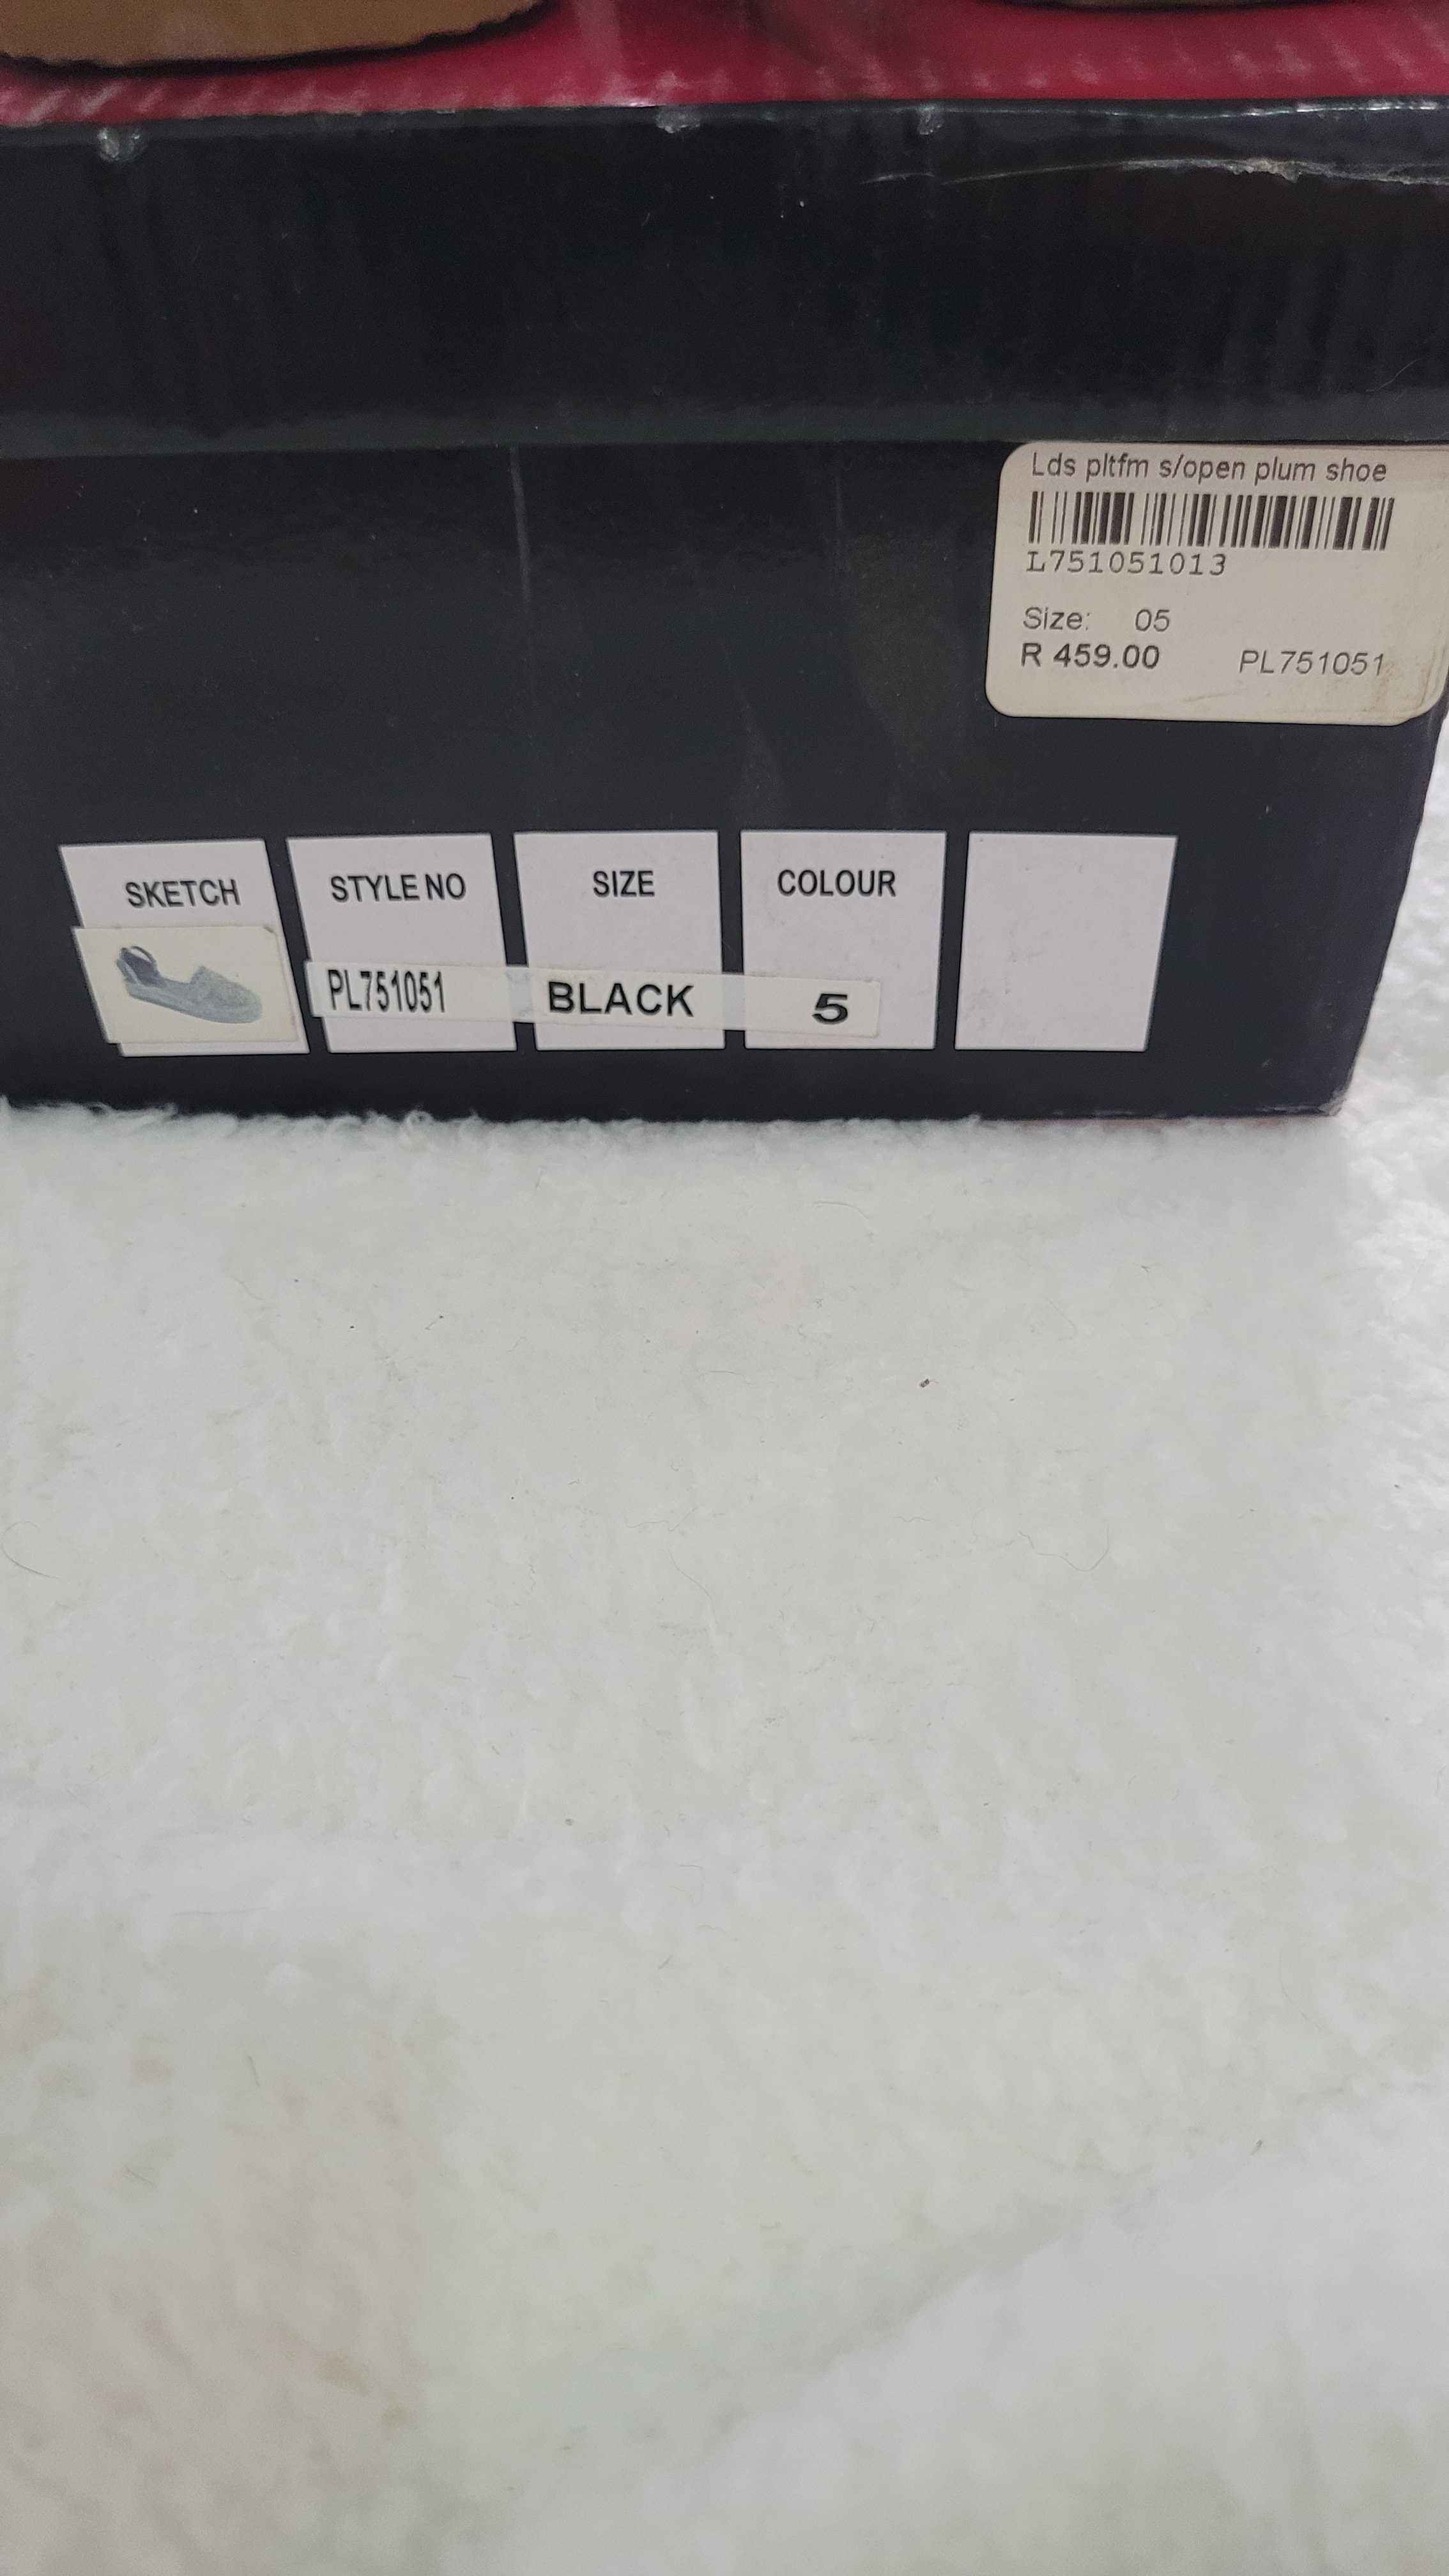 Lds pltfm s/open plum shoe
L751051013
Size: 05
R 459.00 PL751051
SKETCH STYLE NO SIZE COLOUR
PL751051 BLACK 5